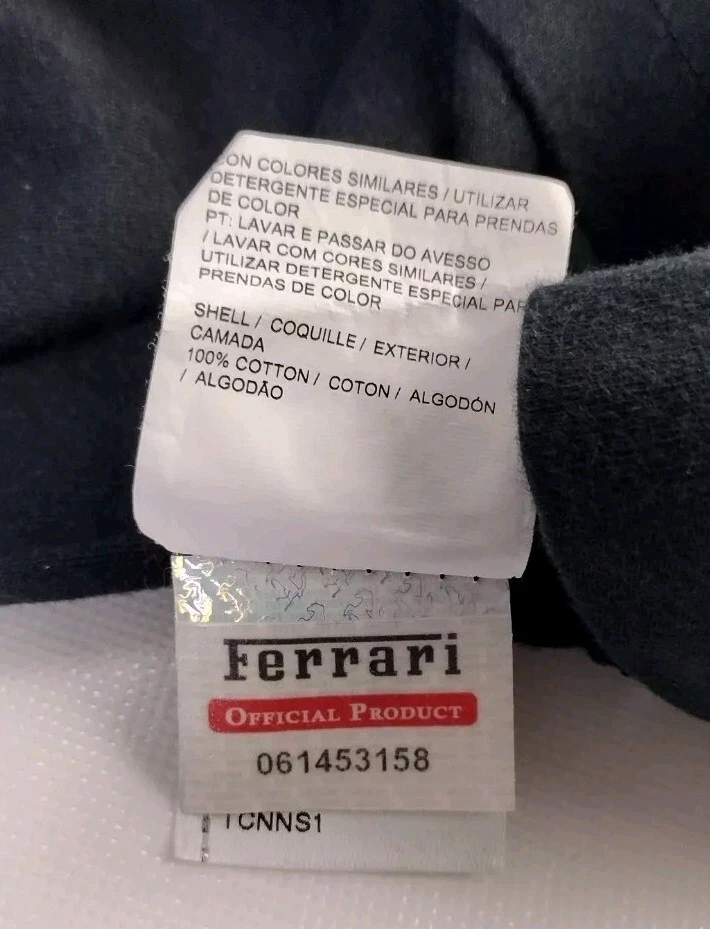 CON COLORES SIMILARES / UTILIZAR
DETERGENTE ESPECIAL PARA PRENDAS
DE COLOR
PT: LAVAR E PASSAR DO AVESSO
/ LAVAR COM CORES SIMILARES /
UTILIZAR DETERGENTE ESPECIAL PAR
PRENDAS DE COLOR
SHELL / COQUILLE / EXTERIOR /
CAMADA
100% COTTON / COTON / ALGODÓN
/ ALGODÃO
Ferrari
OFFICIAL PRODUCT
061453158
TCNNS1